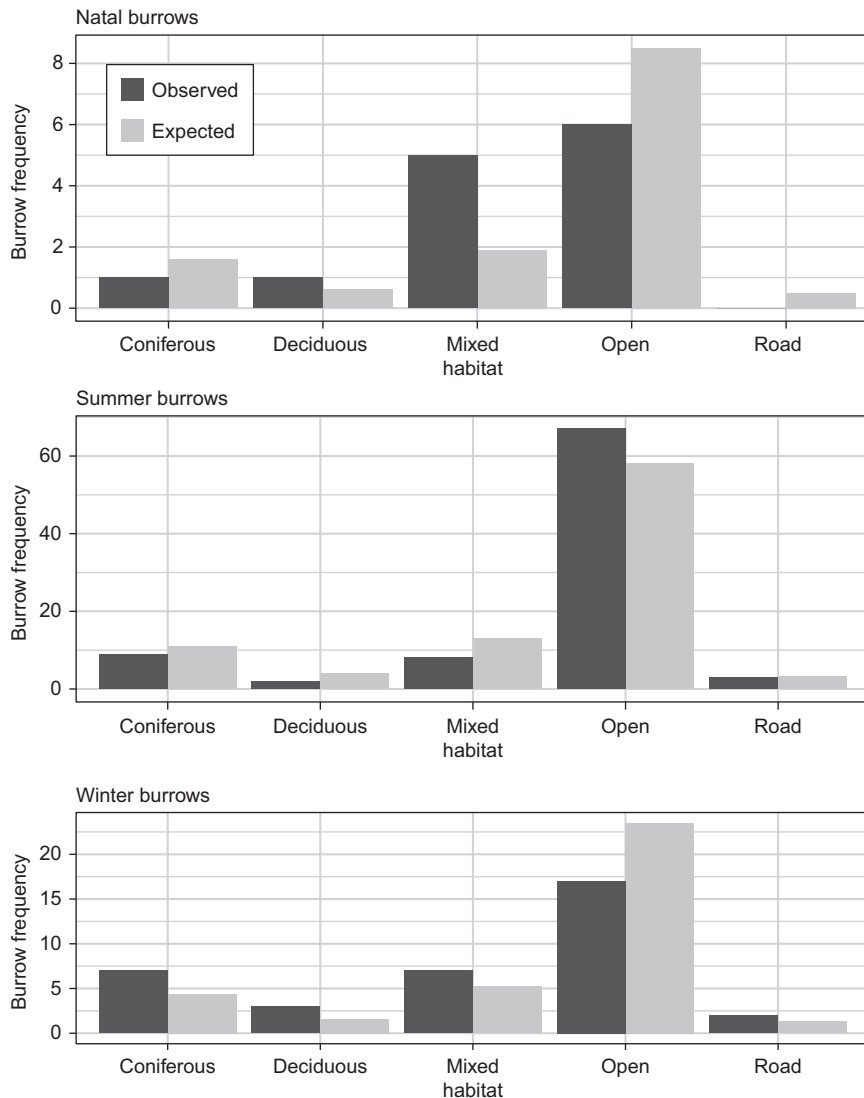 Natal burrows
Burrow frequency
8
6
4
2
0
Observed
Expected
Coniferous Deciduous Mixed habitat Open Road
Summer burrows
Burrow frequency
60
40
20
0
Coniferous Deciduous Mixed habitat Open Road
Winter burrows
Burrow frequency
20
15
10
5
0
Coniferous Deciduous Mixed habitat Open Road